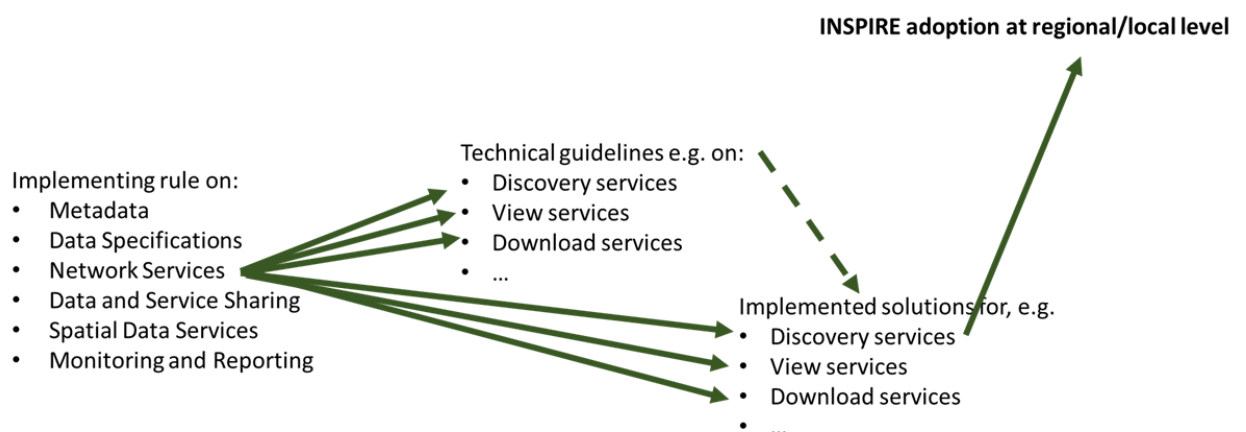 INSPIRE adoption at regional/local level
Technical guidelines e.g. on:
• Discovery services
• View services
• Download services
• ...
Implementing rule on:
• Metadata
• Data Specifications
• Network Services
• Data and Service Sharing
• Spatial Data Services
• Monitoring and Reporting
Implemented solutions for, e.g.
• Discovery services
• View services
• Download services
• ...